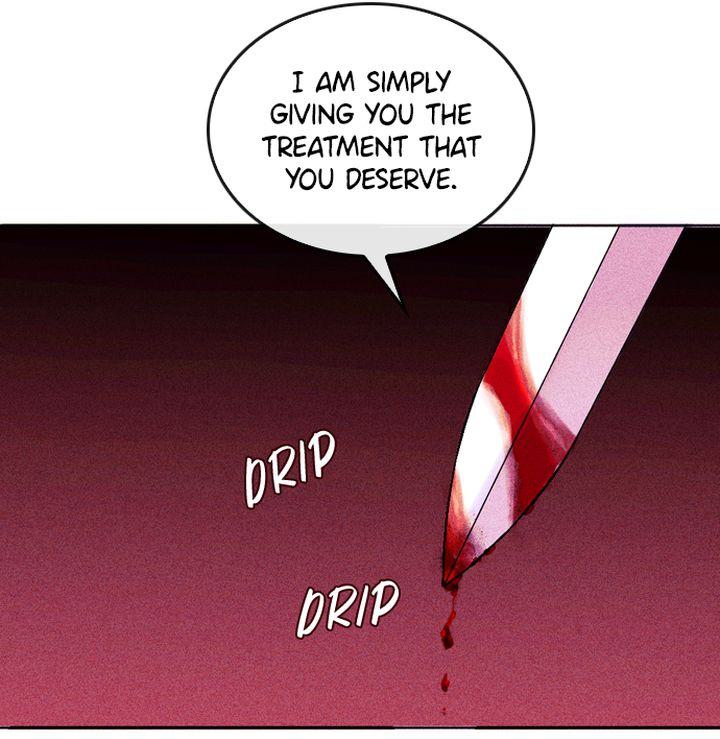 I AM SIMPLY
GIVING YOU THE
TREATMENT THAT
YOU DESERVE.
DRIP
DRIP